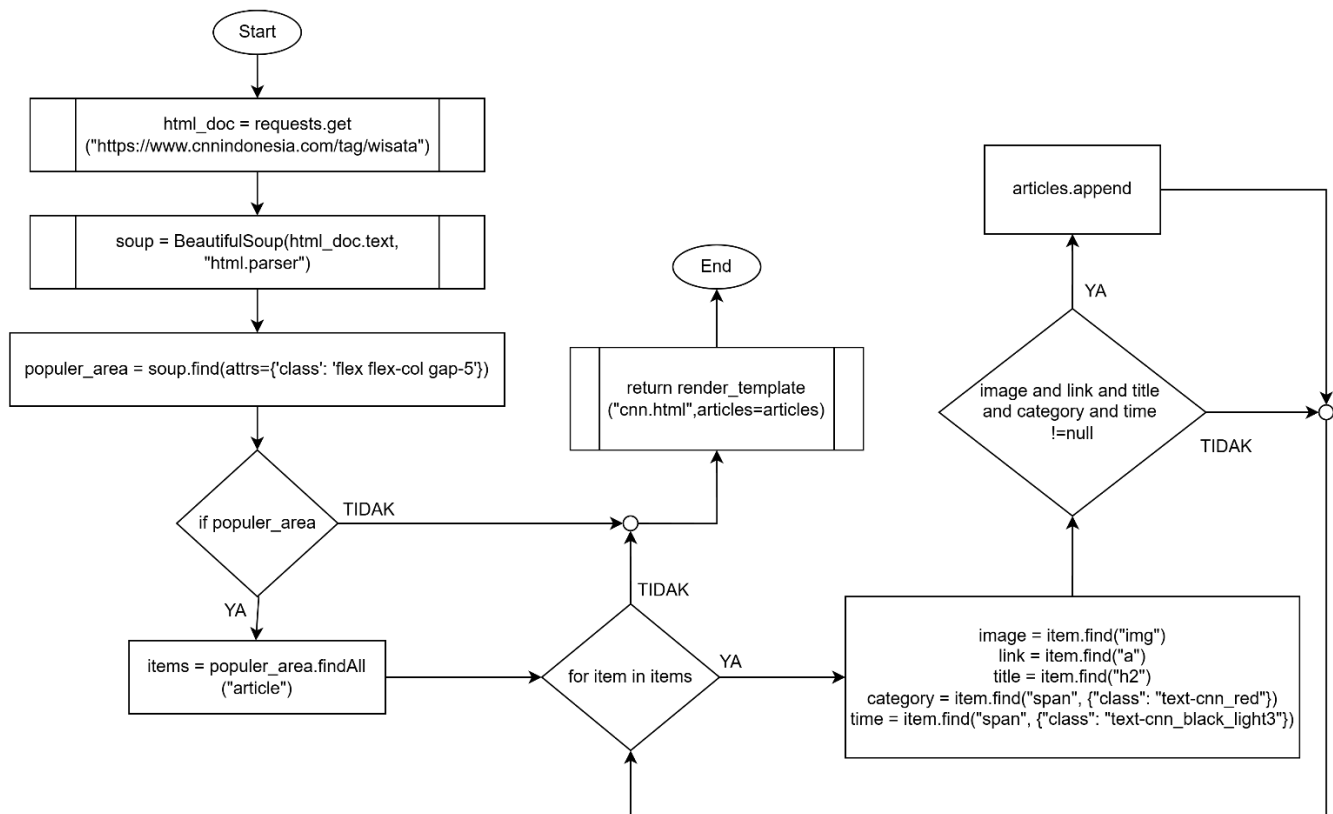 Start
html_doc = requests.get
("https://www.cnnindonesia.com/tag/wisata")
soup = BeautifulSoup(html_doc.text,
"html.parser")
populer_area = soup.find(attrs={'class': 'flex flex-col gap-5'})
if populer_area
TIDAK
YA
items = populer_area.findAll
("article")
for item in items
TIDAK
YA
End
return render_template
("cnn.html",articles=articles)
image = item.find("img")
link = item.find("a")
title = item.find("h2")
category = item.find("span", {"class": "text-cnn_red"})
time = item.find("span", {"class": "text-cnn_black_light3"})
image and link and title
and category and time
!=null
YA
TIDAK
articles.append